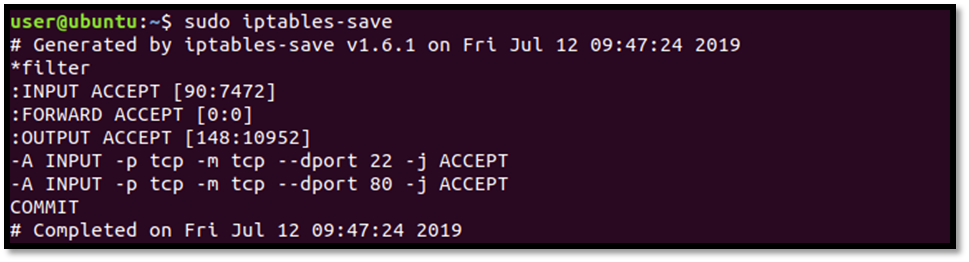 user@ubuntu:~$ sudo iptables-save
# Generated by iptables-save v1.6.1 on Fri Jul 12 09:47:24 2019
*filter
:INPUT ACCEPT [90:7472]
:FORWARD ACCEPT [0:0]
:OUTPUT ACCEPT [148:10952]
-A INPUT -p tcp -m tcp --dport 22 -j ACCEPT
-A INPUT -p tcp -m tcp --dport 80 -j ACCEPT
COMMIT
# Completed on Fri Jul 12 09:47:24 2019